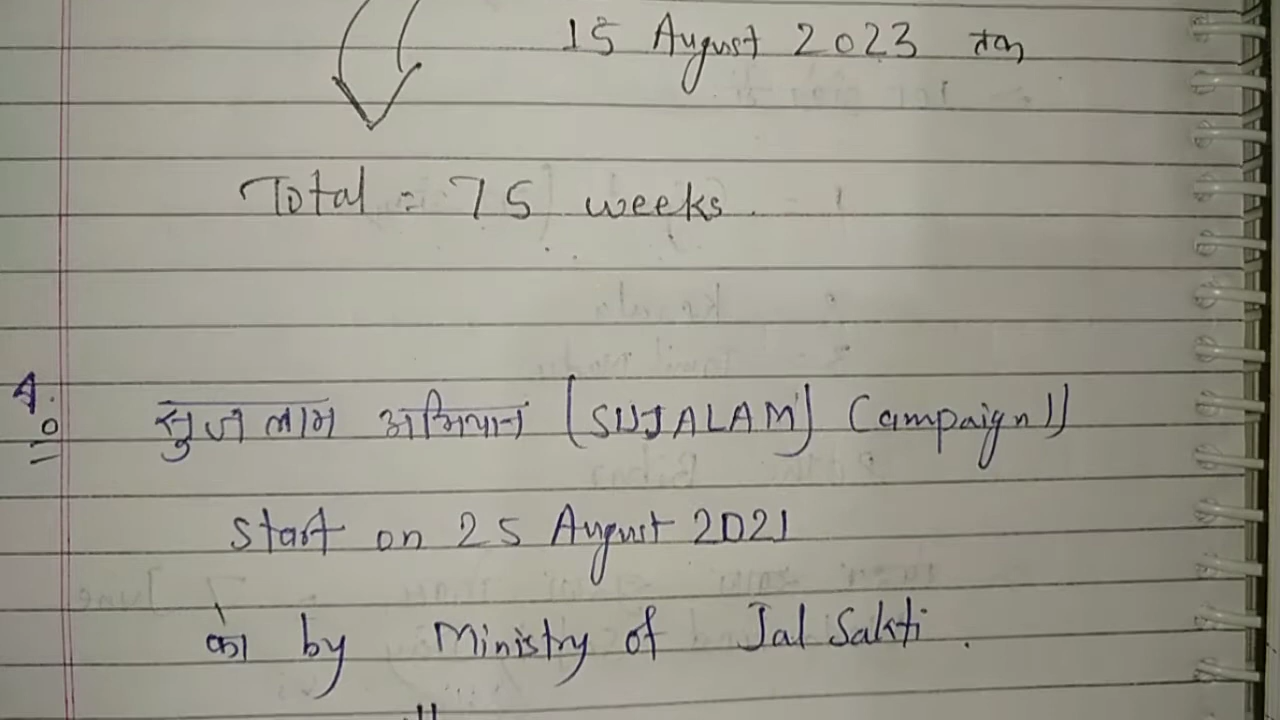 15 August 2023 तक
Total = 75 weeks.
4. सुजलाम अभियान (SUJALAM) Campaign ||
Start on 25 August 2021
को by Ministry of Jal Sakti.